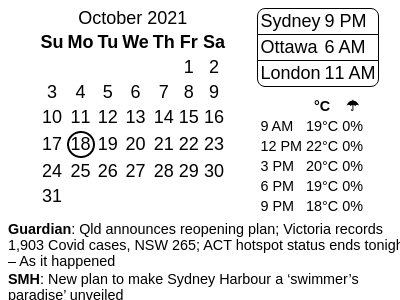 October 2021
Su Mo Tu We Th Fr Sa
1 2
3 4 5 6 7 8 9
10 11 12 13 14 15 16
17 18 19 20 21 22 23
24 25 26 27 28 29 30
31
Sydney 9 PM
Ottawa 6 AM
London 11 AM
°C ☂
9 AM 19°C 0%
12 PM 22°C 0%
3 PM 20°C 0%
6 PM 19°C 0%
9 PM 18°C 0%
Guardian: Qld announces reopening plan; Victoria records
1,903 Covid cases, NSW 265; ACT hotspot status ends tonigh
– As it happened
SMH: New plan to make Sydney Harbour a ‘swimmer’s
paradise’ unveiled